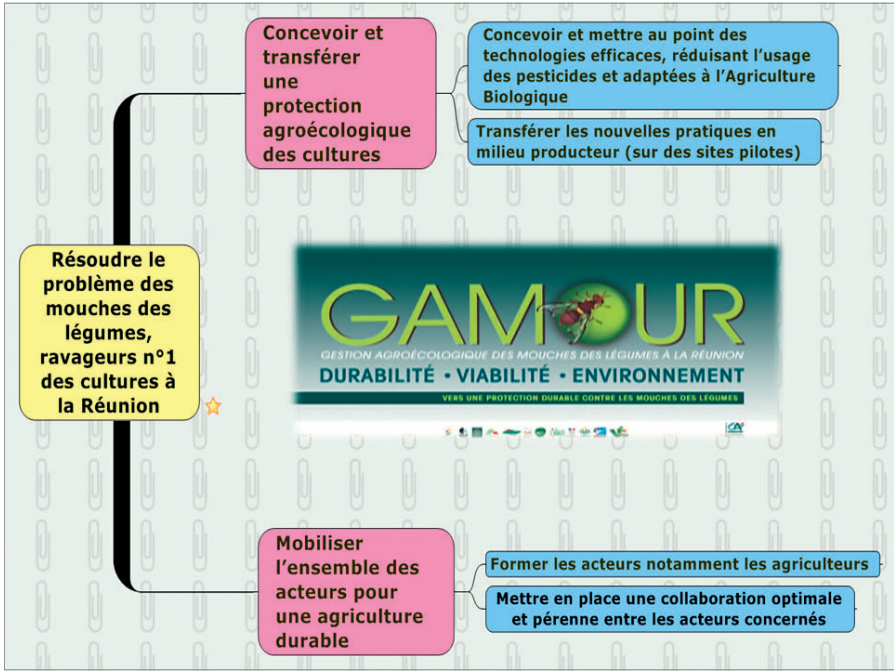 Concevoir et
transférer
une
protection
agroécologique
des cultures
Concevoir et mettre au point des
technologies efficaces, réduisant l'usage
des pesticides et adaptées à l'Agriculture
Biologique
Transférer les nouvelles pratiques en
milieu producteur (sur des sites pilotes)
Résoudre le
problème des
mouches des
légumes,
ravageurs n°1
des cultures à
la Réunion
GAMOUR
GESTION AGROÉCOLOGIQUE DES MOUCHES DES LÉGUMES À LA RÉUNION
DURABILITÉ • VIABILITÉ • ENVIRONNEMENT
VERS UNE PROTECTION DURABLE CONTRE LES MOUCHES DES LÉGUMES
CA
Mobiliser
l'ensemble des
acteurs pour
une agriculture
durable
Former les acteurs notamment les agriculteurs
Mettre en place une collaboration optimale
et pérenne entre les acteurs concernés